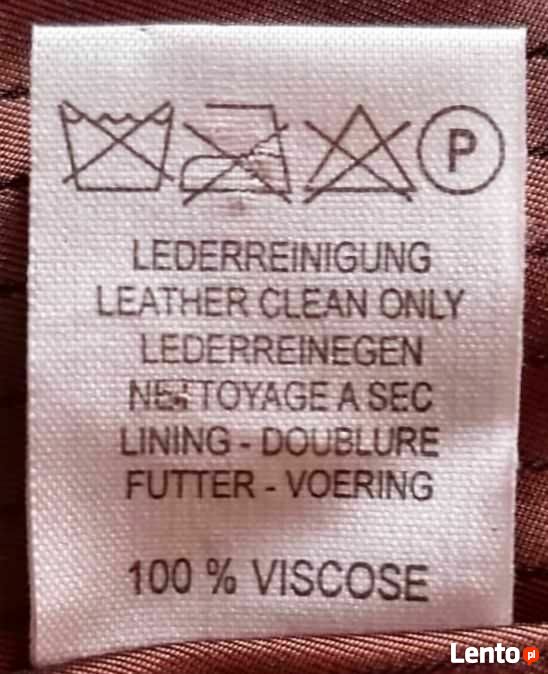 P
LEDERREINIGUNG
LEATHER CLEAN ONLY
LEDERREINEGEN
NETTOYAGE A SEC
LINING - DOUBLURE
FUTTER - VOERING
100 % VISCOSE
Lento pl